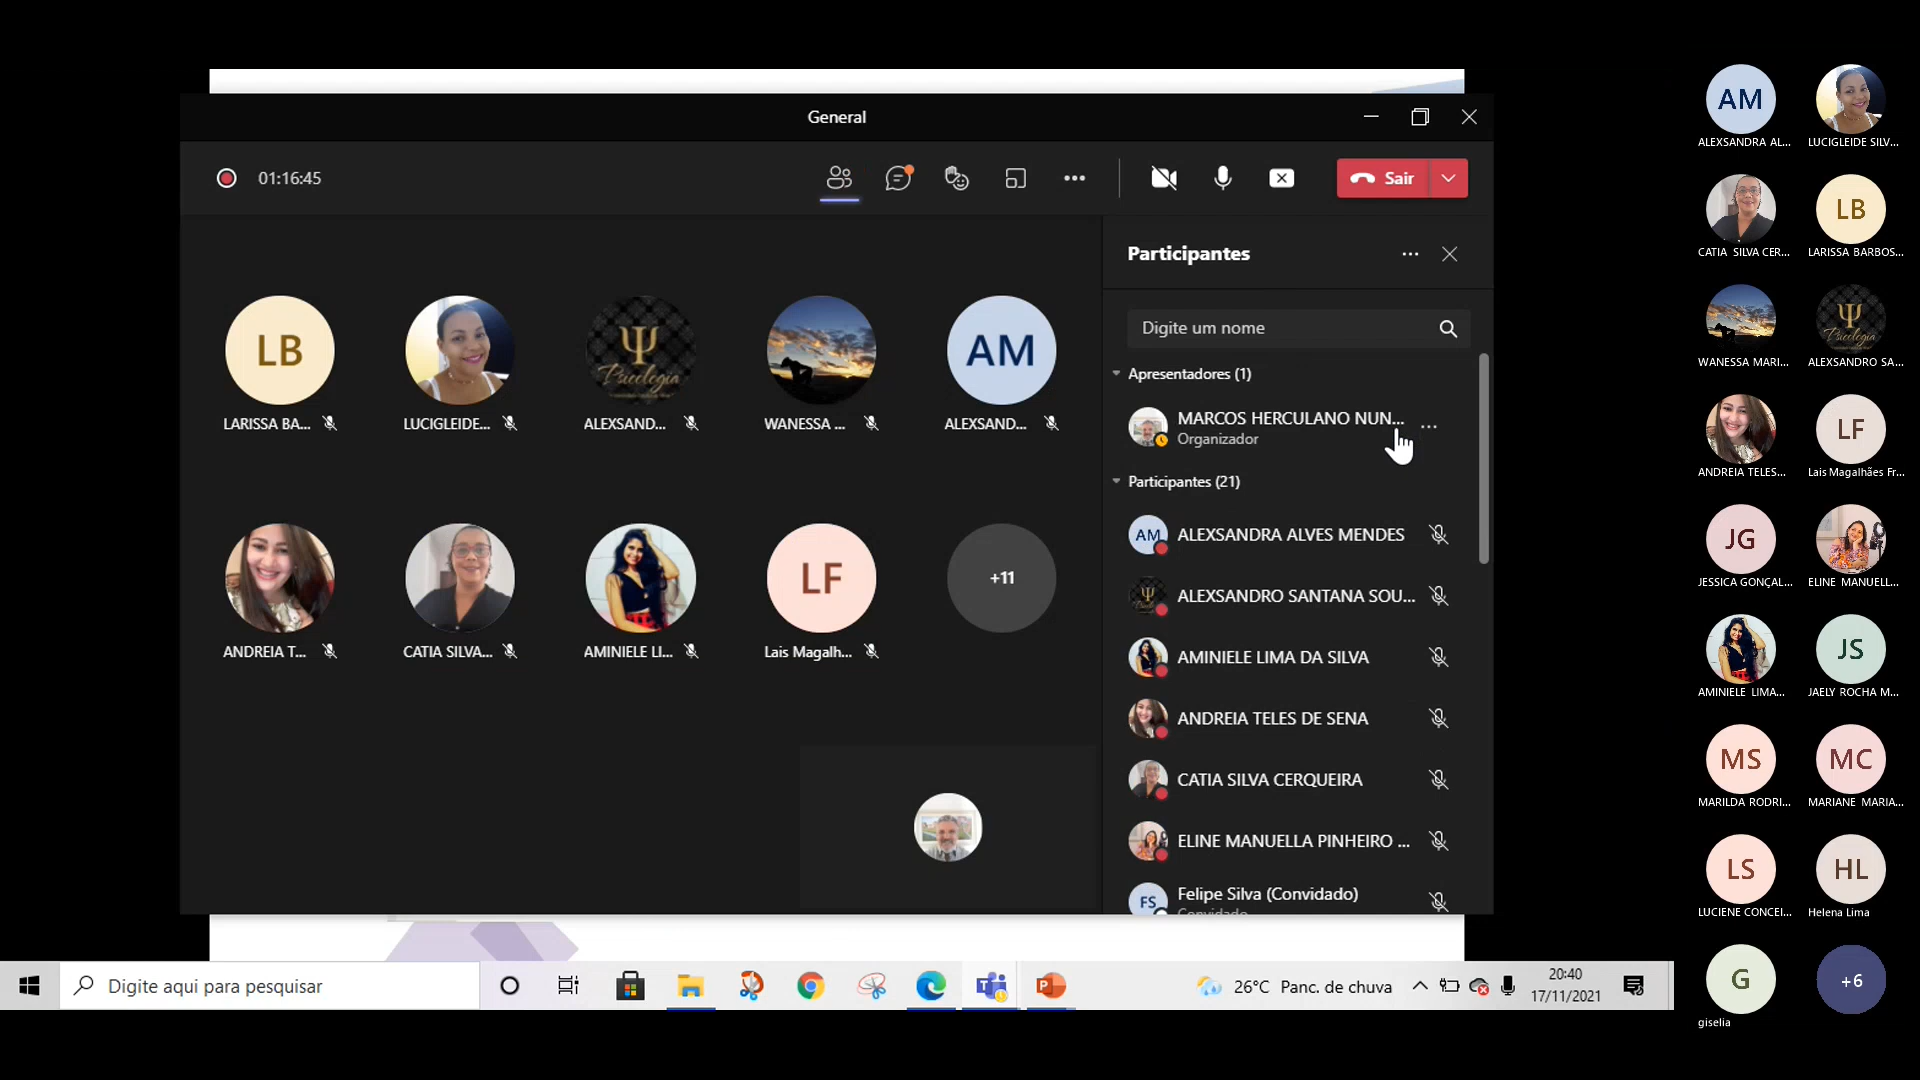 General
01:16:45
Sair
Participantes
Digite um nome
Apresentadores (1)
MARCOS HERCULANO NUN...
Organizador
Participantes (21)
AM
ALEXSANDRA ALVES MENDES
ALEXSANDRO SANTANA SOU...
AMINIELE LIMA DA SILVA
ANDREIA TELES DE SENA
CATIA SILVA CERQUEIRA
ELINE MANUELLA PINHEIRO ...
FS
Felipe Silva (Convidado)
Convidado
LB
Ψ
Psicologia
AM
LARISSA BA...
LUCIGLEIDE...
ALEXSAND...
WANESSA ...
ALEXSAND...
LF
+11
ANDREIA T...
CATIA SILVA...
AMINIELE LI...
Lais Magalh...
AM
ALEXSANDRA AL...
LUCIGLEIDE SILV...
LB
CATIA SILVA CER...
LARISSA BARBOS...
Ψ
Psicologia
WANESSA MARI...
ALEXSANDRO SA...
LF
ANDREIA TELES...
Lais Magalhães Fr...
JG
JESSICA GONÇAL...
ELINE MANUELL...
JS
AMINIELE LIMA...
JAELY ROCHA M...
MS
MC
MARILDA RODRI...
MARIANE MARIA...
LS
HL
LUCIENE CONCEI...
Helena Lima
G
+6
giselia
Digite aqui para pesquisar
26°C Panc. de chuva
20:40
17/11/2021